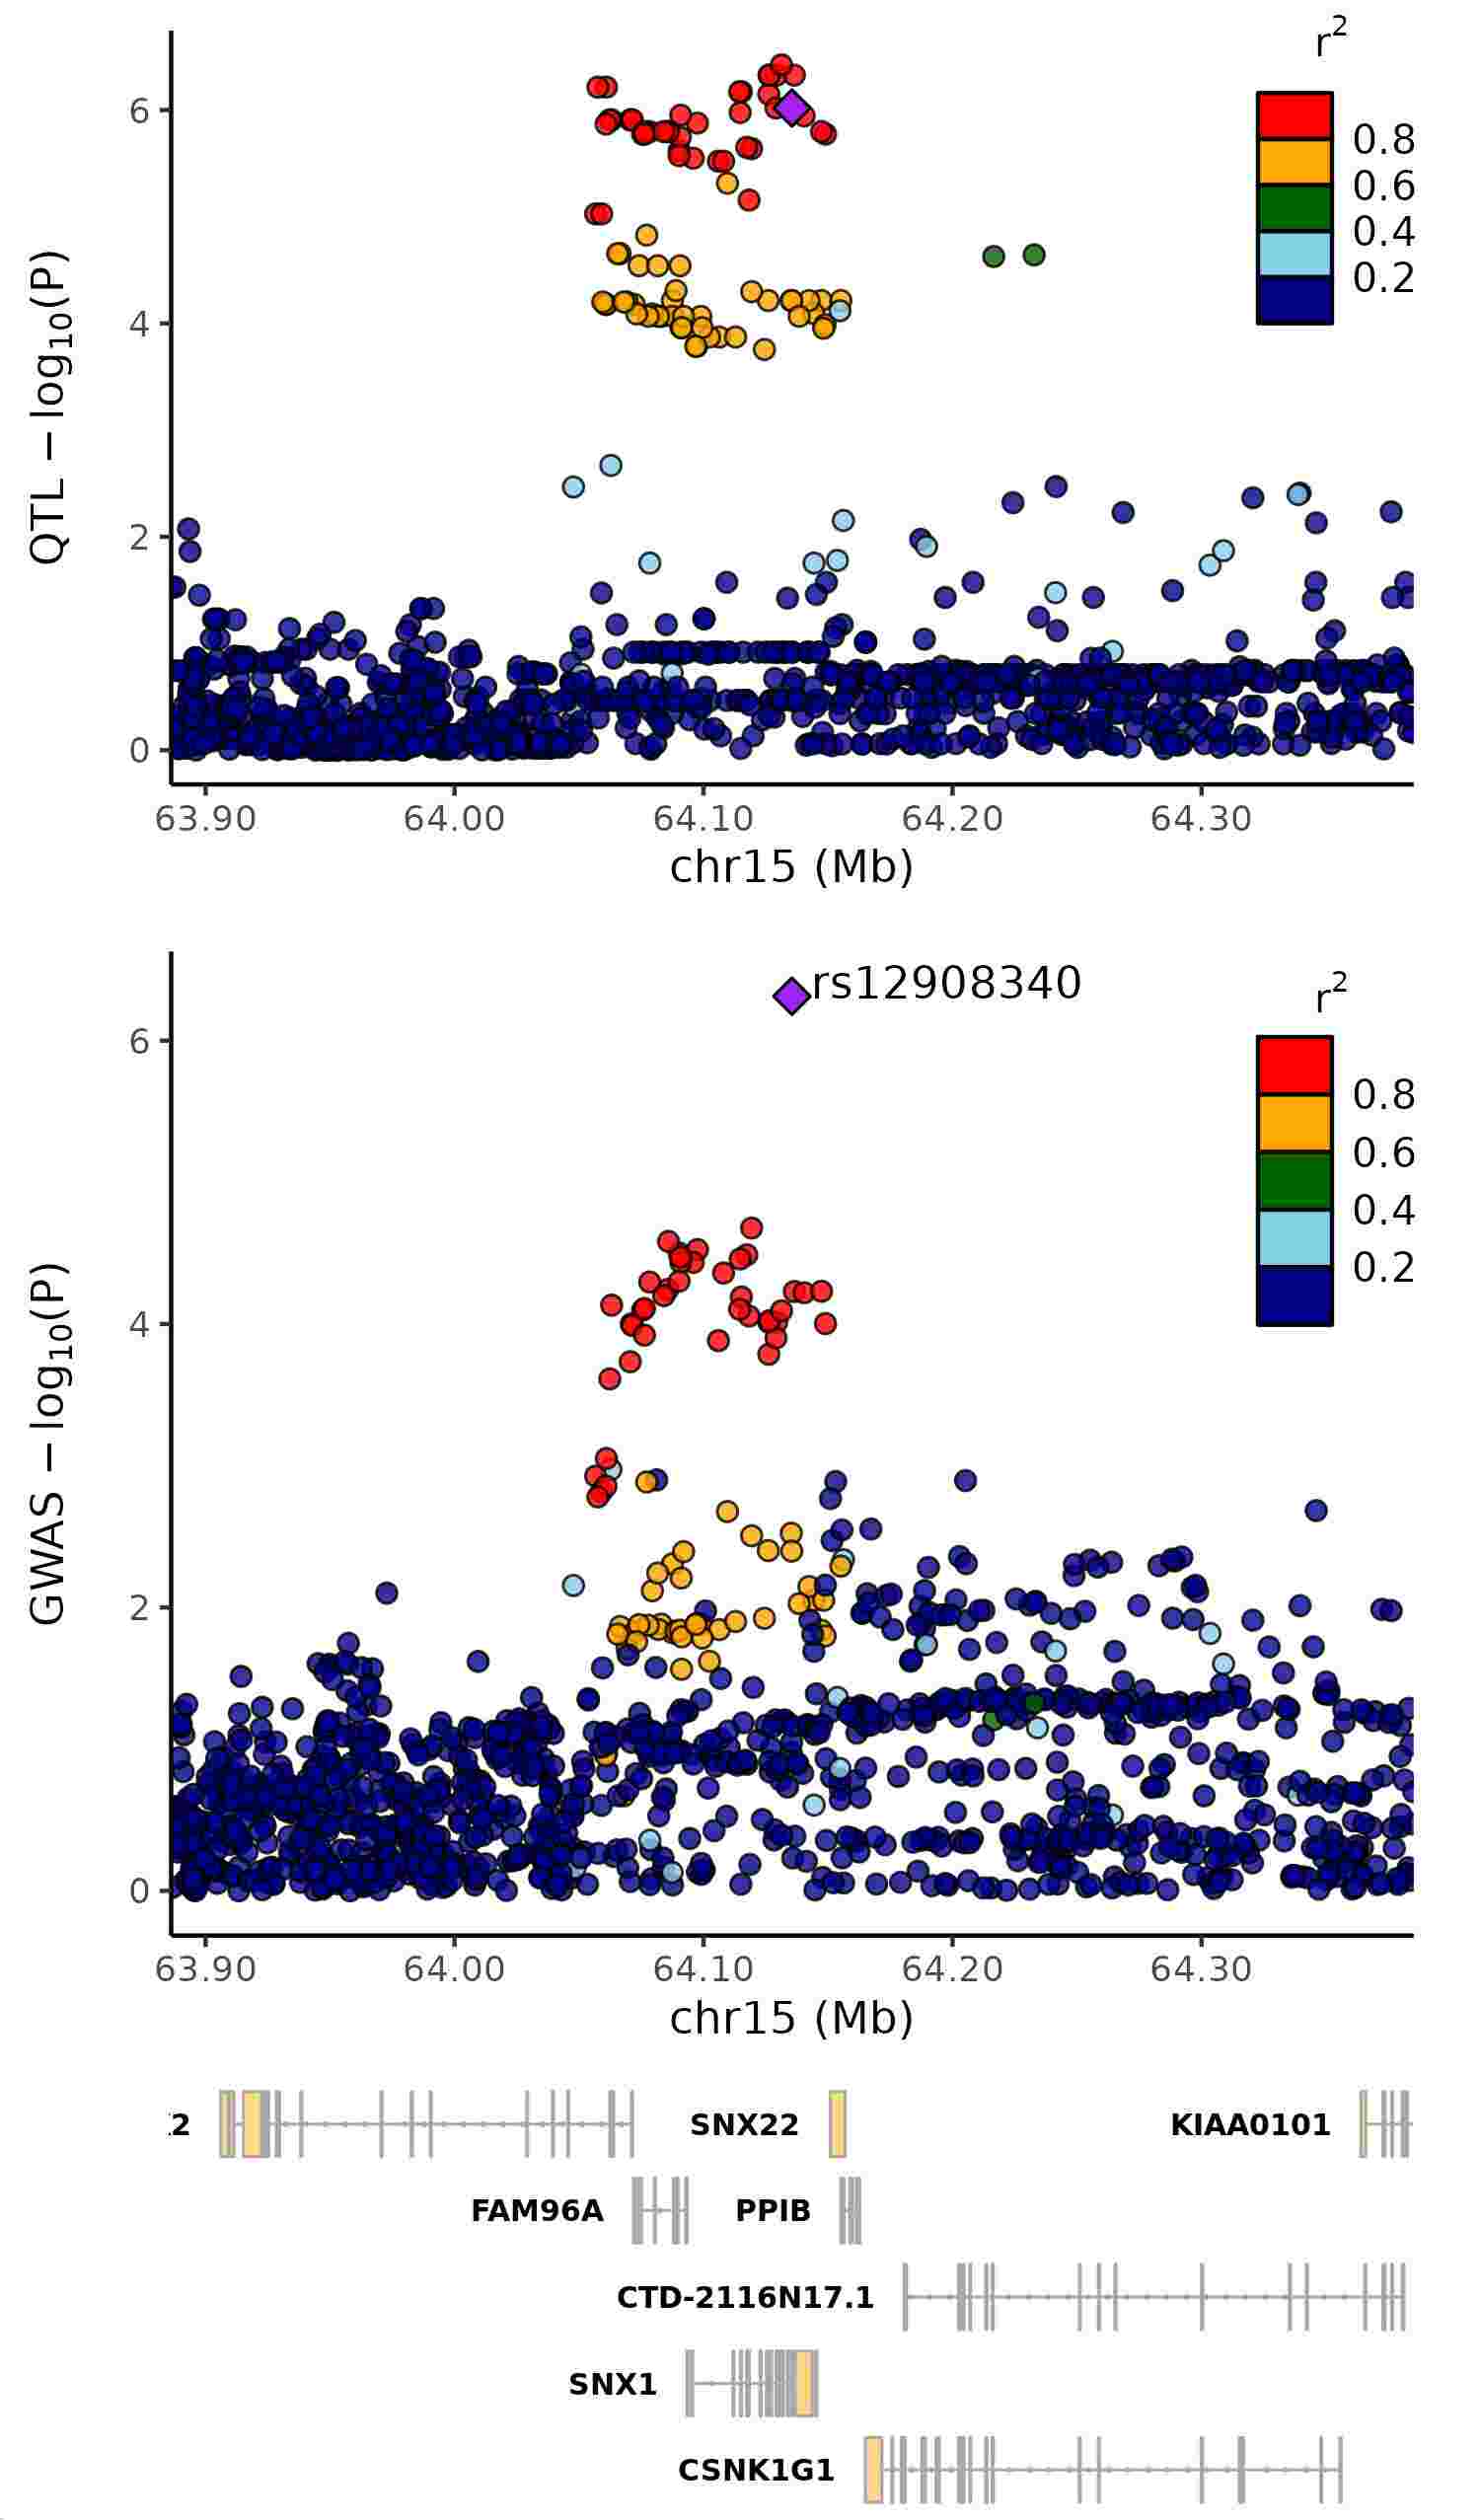 r²
0.8
0.6
0.4
0.2
6
4
2
0
QTL −log₁₀(P)
63.90 64.00 64.10 64.20 64.30
chr15 (Mb)
rs12908340
r²
0.8
0.6
0.4
0.2
6
4
2
0
GWAS −log₁₀(P)
63.90 64.00 64.10 64.20 64.30
chr15 (Mb)
2 SNX22 KIAA0101
FAM96A PPIB
CTD-2116N17.1
SNX1
CSNK1G1